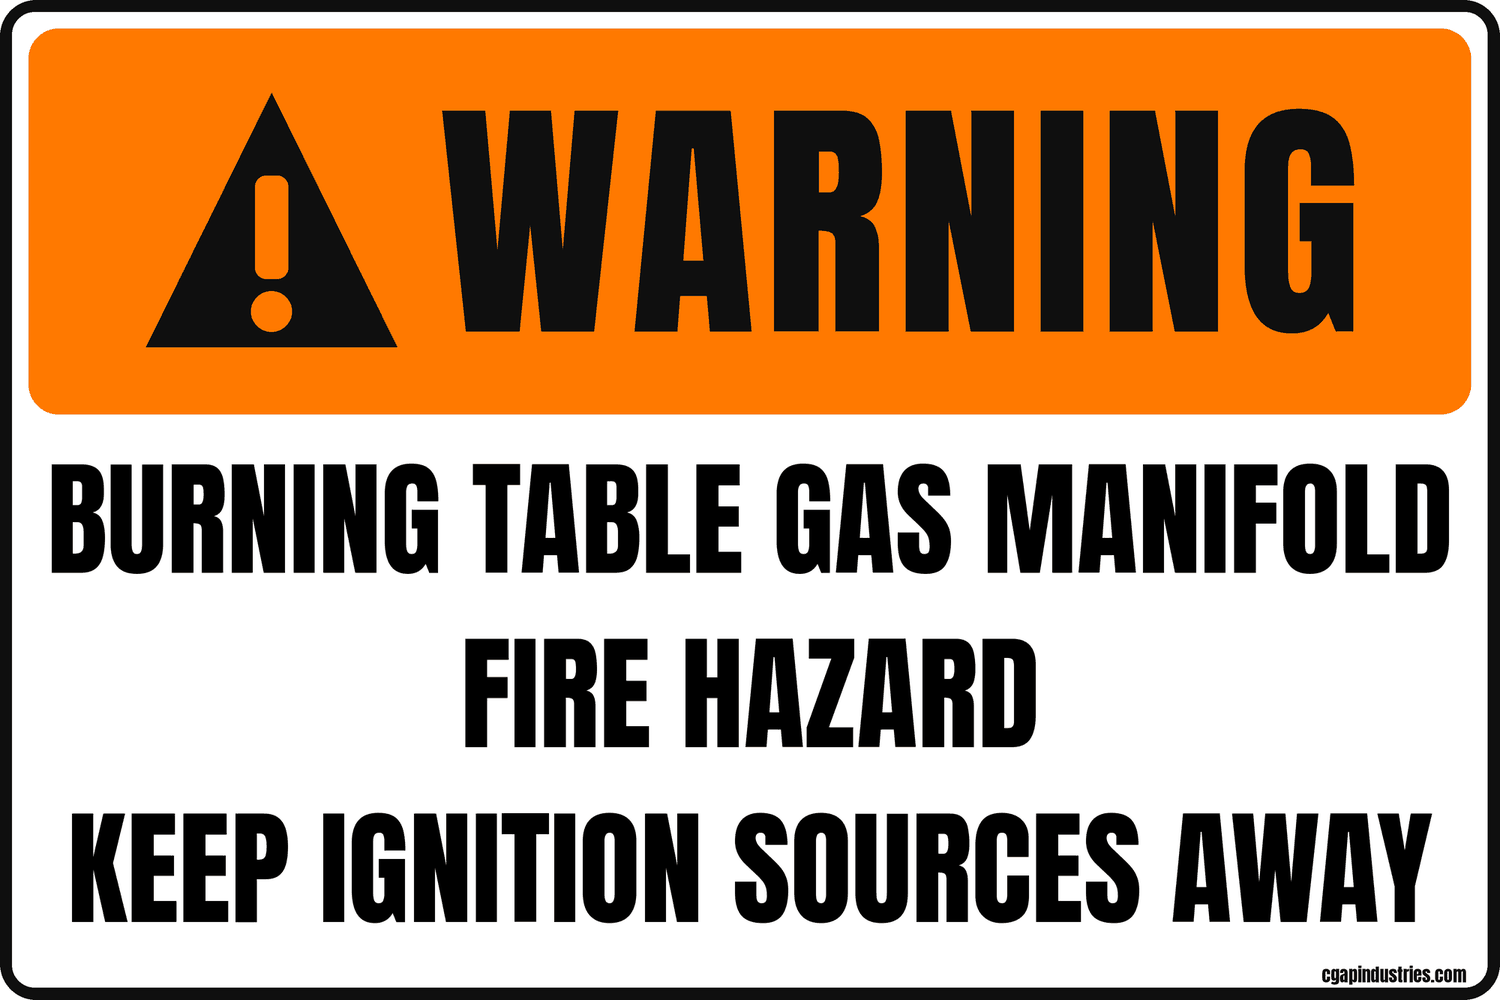 WARNING
BURNING TABLE GAS MANIFOLD
FIRE HAZARD
KEEP IGNITION SOURCES AWAY
cgapindustries.com